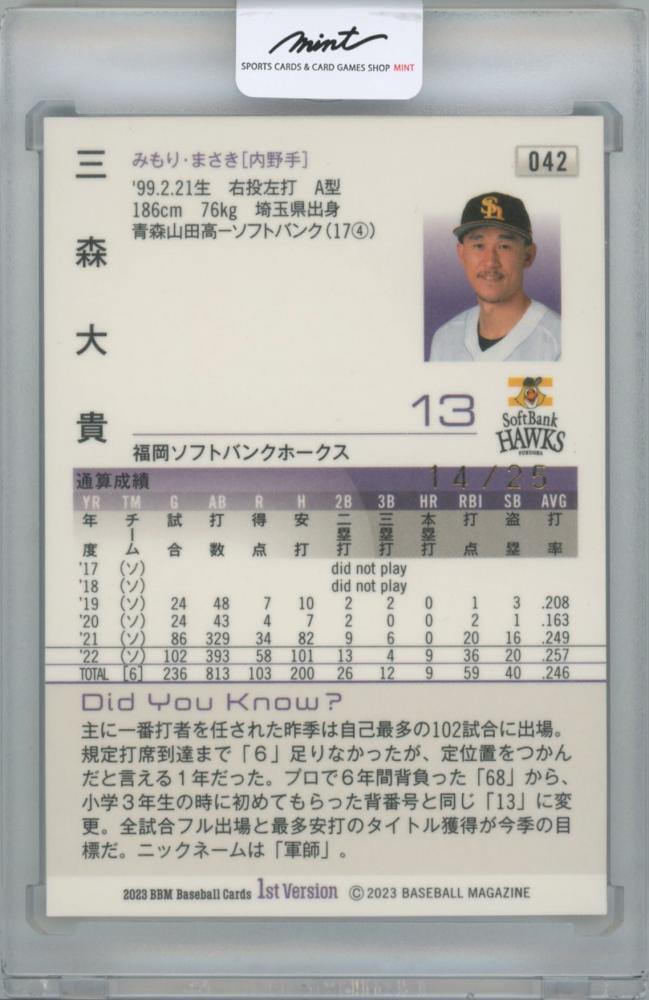 mint
SPORTS CARDS & CARD GAMES SHOP MINT
三森大貴
みもり・まさき[内野手]
042
'99.2.21生 右投左打 A型
186cm 76kg 埼玉県出身
青森山田高ーソフトバンク(17④)
13
SoftBank
HAWKS
FUKUOKA
福岡ソフトバンクホークス
通算成績
14/25
YR TM G AB R H 2B 3B HR RBI SB AVG
年度 チーム 試合 打数 得点 安打 二塁打 三塁打 本塁打 打点 盗塁 打率
'17 (ソ) did not play
'18 (ソ) did not play
'19 (ソ) 24 48 7 10 2 2 0 1 3 .208
'20 (ソ) 24 43 4 7 2 0 0 2 1 .163
'21 (ソ) 86 329 34 82 9 6 0 20 16 .249
'22 (ソ) 102 393 58 101 13 4 9 36 20 .257
TOTAL [6] 236 813 103 200 26 12 9 59 40 .246
Did You Know?
主に一番打者を任された昨季は自己最多の102試合に出場。
規定打席到達まで「6」足りなかったが、定位置をつかん
だと言える1年だった。プロで6年間背負った「68」から、
小学3年生の時に初めてもらった背番号と同じ「13」に変
更。全試合フル出場と最多安打のタイトル獲得が今季の目
標だ。ニックネームは「軍師」。
2023 BBM Baseball Cards 1st Version ©2023 BASEBALL MAGAZINE